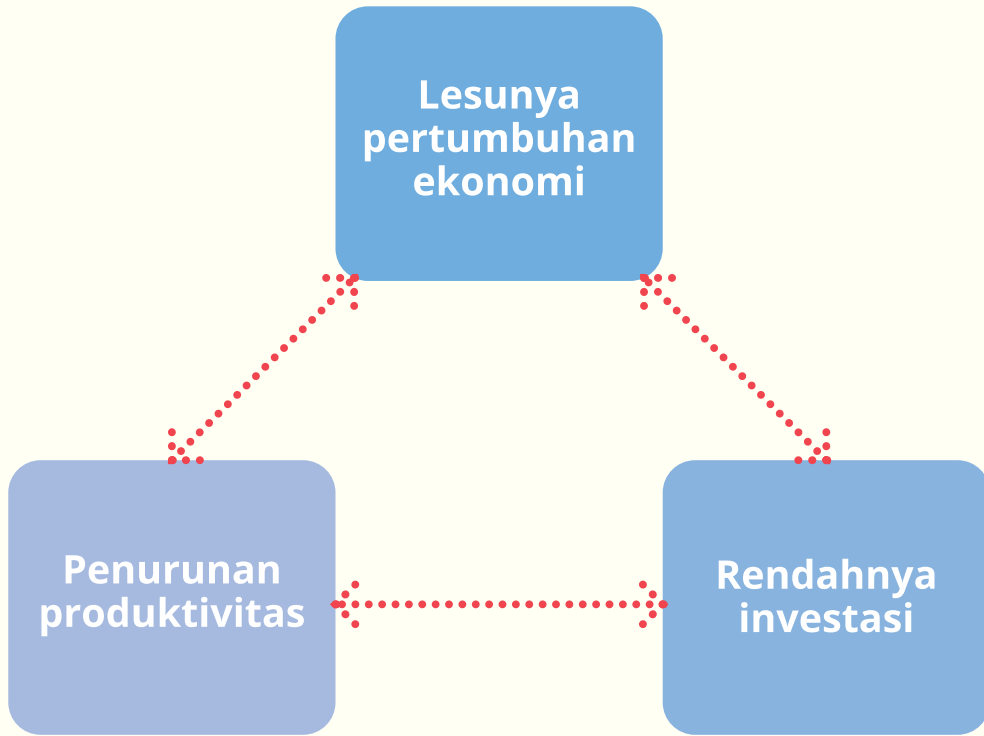 Lesunya
pertumbuhan
ekonomi
Penurunan
produktivitas
Rendahnya
investasi